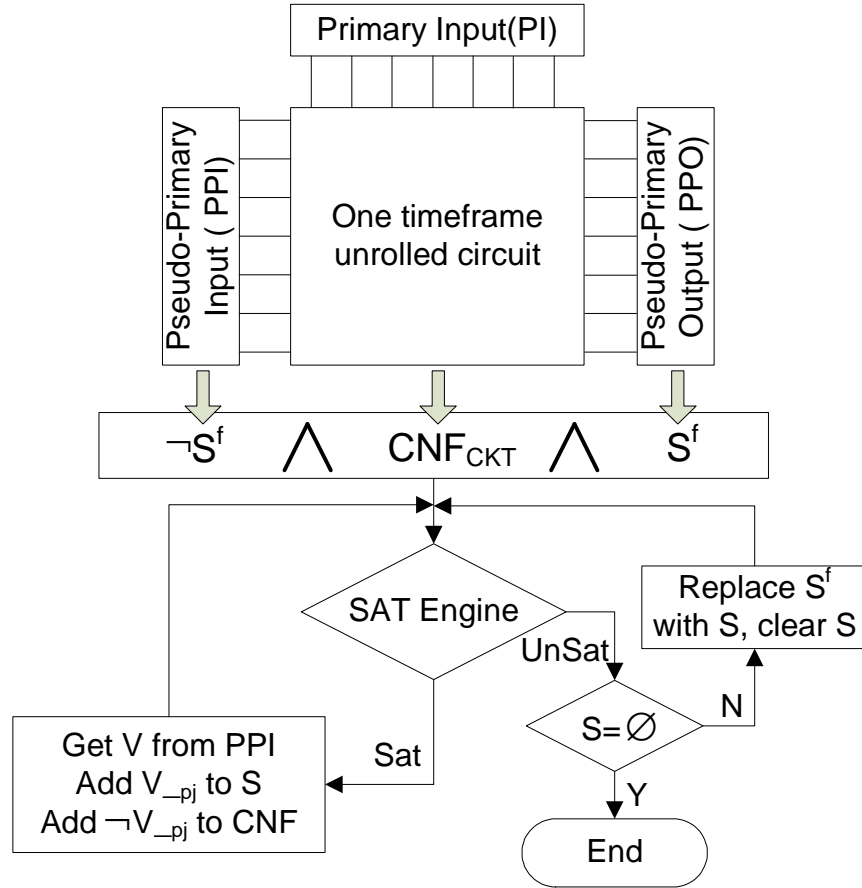 Primary Input(PI)
Pseudo-Primary
Input ( PPI)
One timeframe
unrolled circuit
Pseudo-Primary
Output ( PPO)
¬S^f ⋀ CNF_CKT ⋀ S^f
SAT Engine
Replace S^f
with S, clear S
UnSat
Sat
S=∅
N
Get V from PPI
Add V_pj to S
Add ¬V_pj to CNF
Y
End